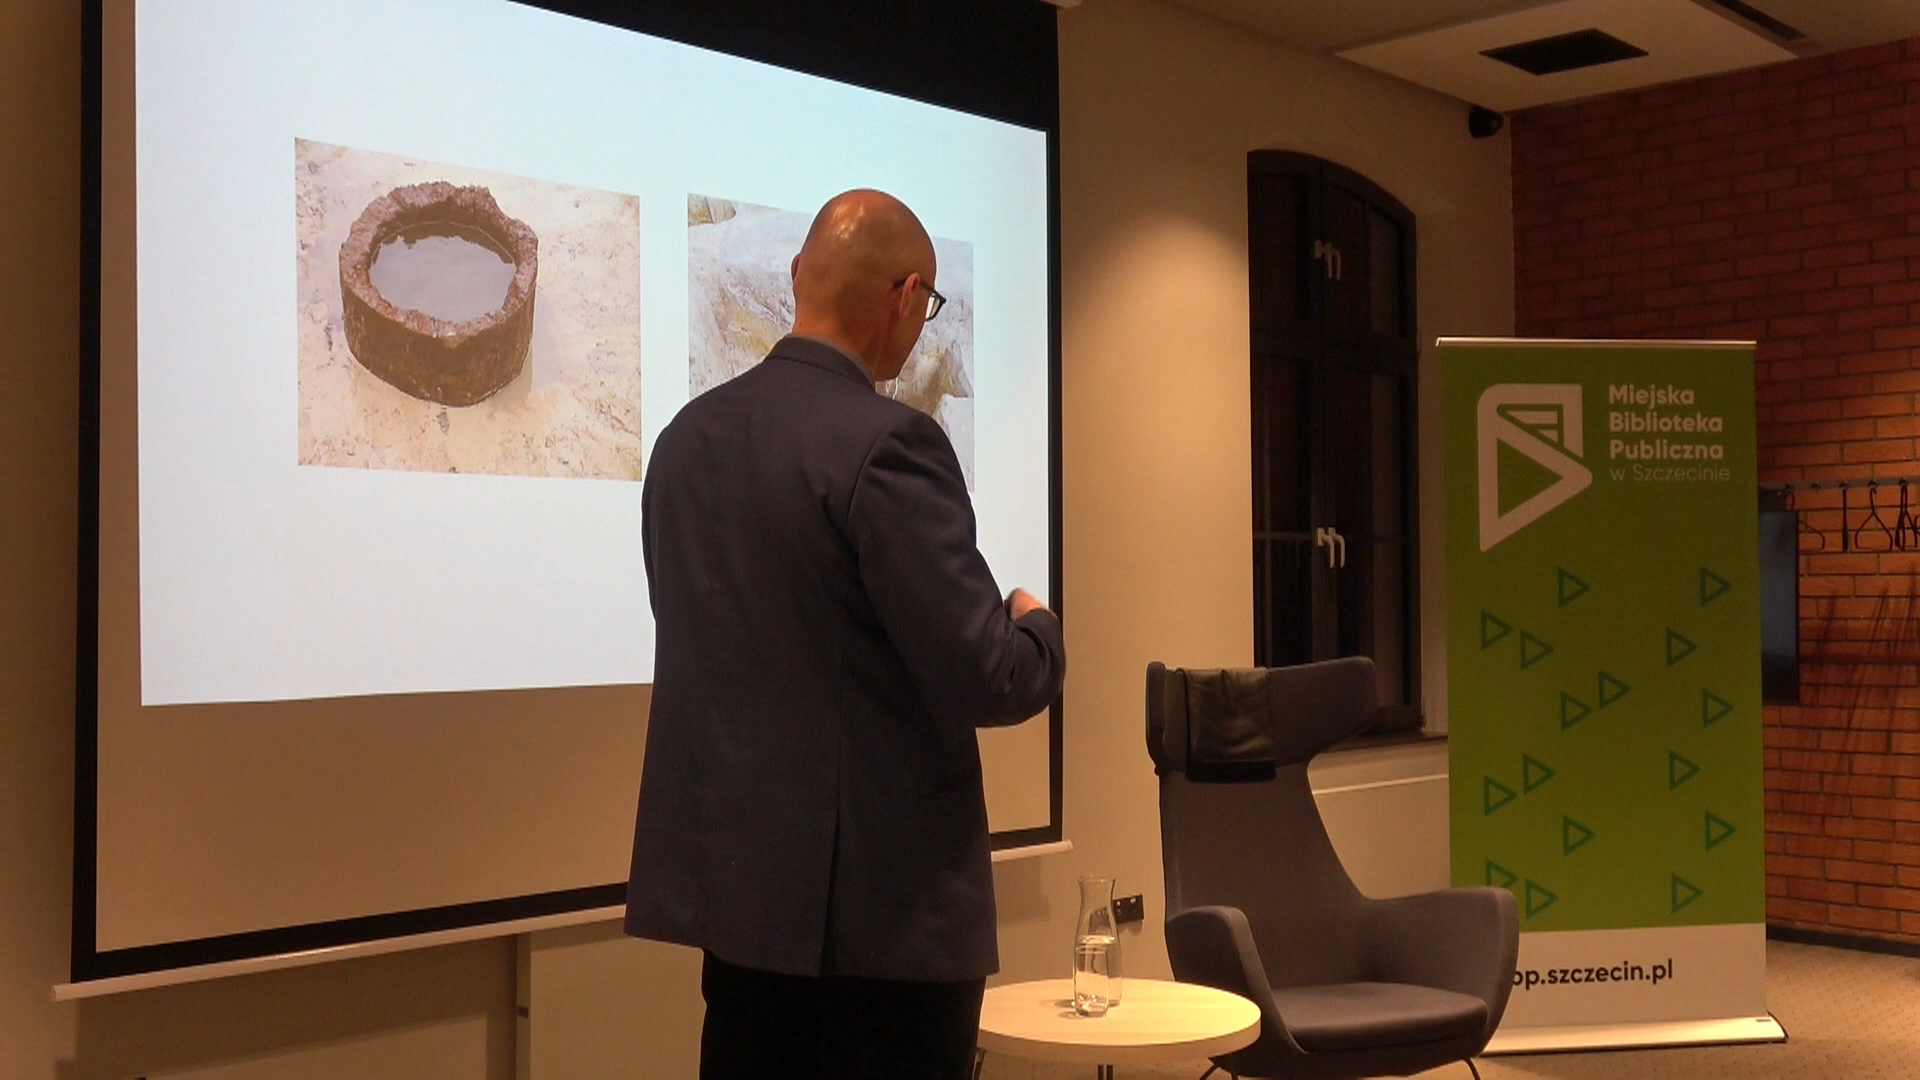 Miejska
Biblioteka
Publiczna
w Szczecinie
op.szczecin.pl